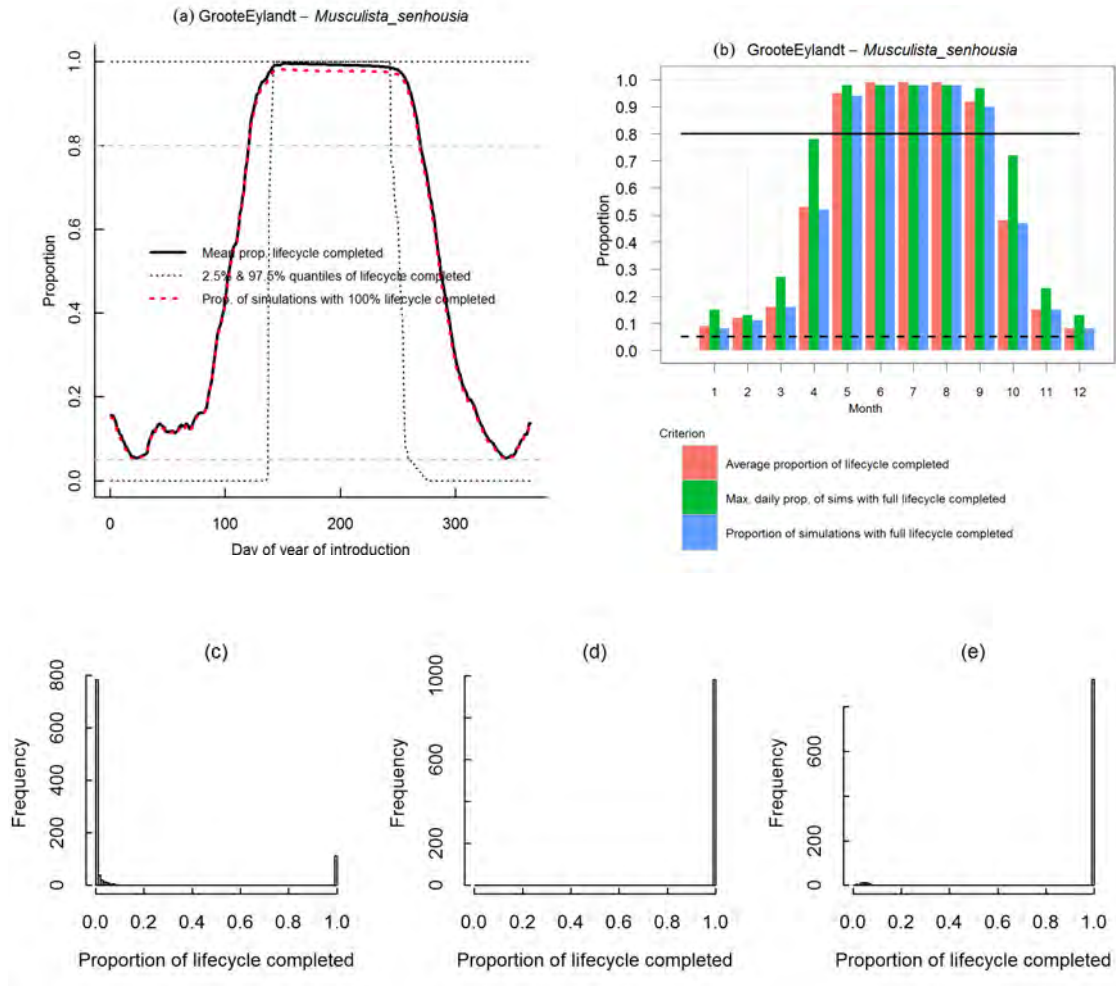 (a) GrooteEylandt – Musculista_senhousia
1.0
0.8
0.6
0.4
0.2
0.0
Proportion
Mean prop. lifecycle completed
2.5% & 97.5% quantiles of lifecycle completed
Prop. of simulations with 100% lifecycle completed
0 100 200 300
Day of year of introduction
(b) GrooteEylandt – Musculista_senhousia
1.0
0.9
0.8
0.7
0.6
0.5
0.4
0.3
0.2
0.1
0.0
Proportion
1 2 3 4 5 6 7 8 9 10 11 12
Month
Criterion
Average proportion of lifecycle completed
Max. daily prop. of sims with full lifecycle completed
Proportion of simulations with full lifecycle completed
(c)
800
600
400
200
0
Frequency
0.0 0.2 0.4 0.6 0.8 1.0
Proportion of lifecycle completed
(d)
1000
600
200
0
Frequency
0.0 0.2 0.4 0.6 0.8 1.0
Proportion of lifecycle completed
(e)
600
200
0
Frequency
0.0 0.2 0.4 0.6 0.8 1.0
Proportion of lifecycle completed